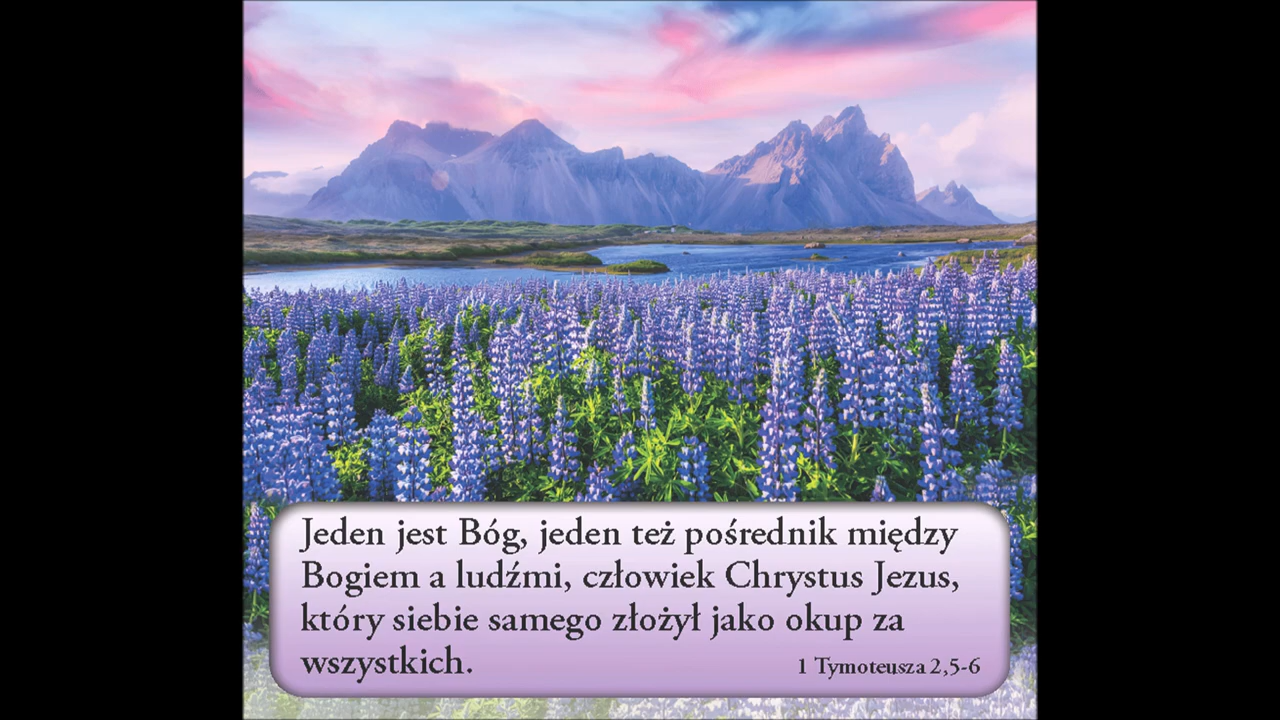 Jeden jest Bóg, jeden też pośrednik między
Bogiem a ludźmi, człowiek Chrystus Jezus,
który siebie samego złożył jako okup za
wszystkich.
1 Tymoteusza 2,5-6